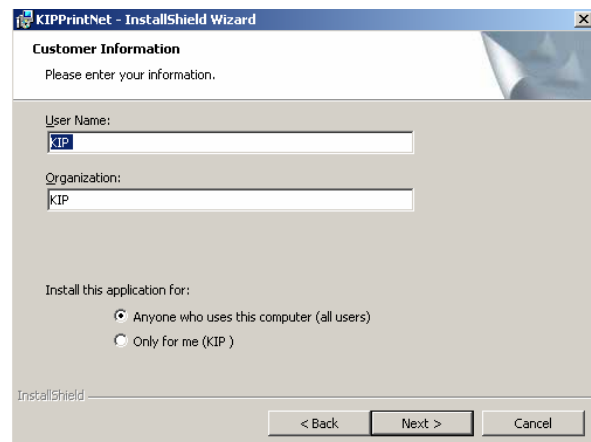 KIPPrintNet - InstallShield Wizard
Customer Information
Please enter your information.
User Name:
KIP
Organization:
KIP
Install this application for:
Anyone who uses this computer (all users)
Only for me (KIP )
InstallShield
< Back Next > Cancel